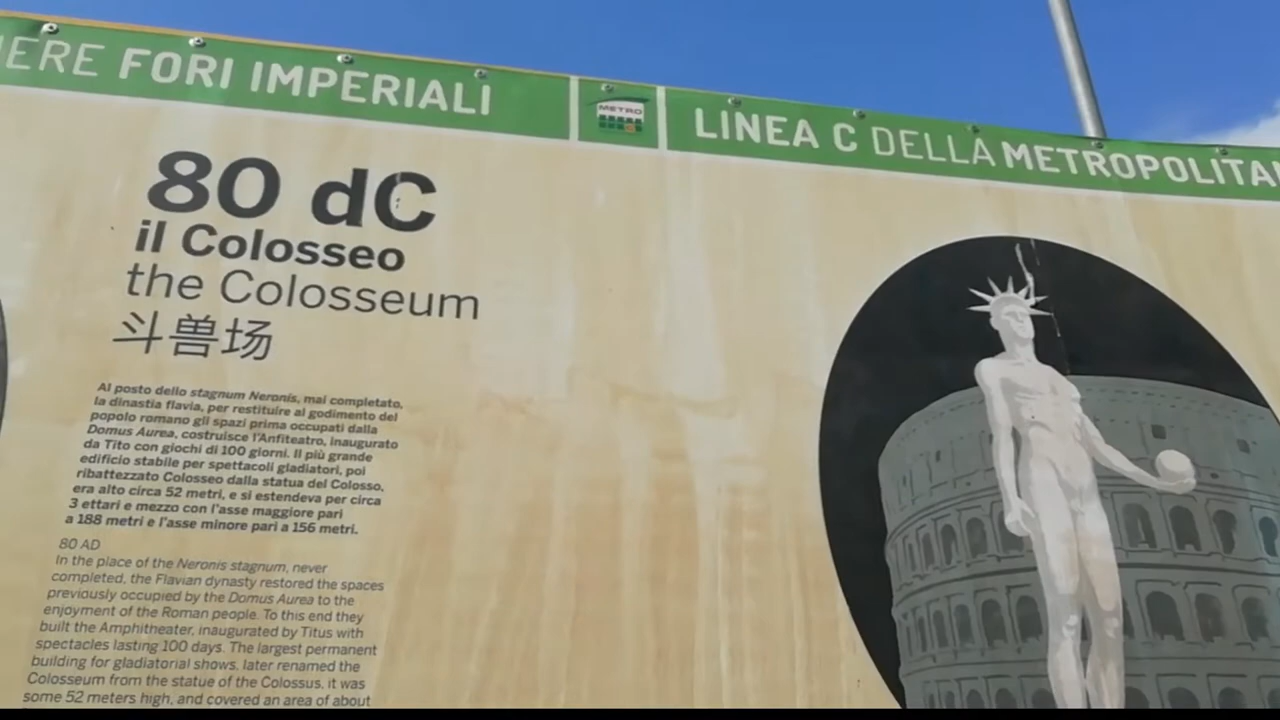 IERE FORI IMPERIALI
METRO
LINEA C DELLA METROPOLITA
80 dC
il Colosseo
the Colosseum
斗兽场
Al posto dello stagnum Neronis, mai completato,
la dinastia flavia, per restituire al godimento del
popolo romano gli spazi prima occupati dalla
Domus Aurea, costruisce l'Anfiteatro, inaugurato
da Tito con giochi di 100 giorni. Il più grande
edificio stabile per spettacoli gladiatori, poi
ribattezzato Colosseo dalla statua del Colosso,
era alto circa 52 metri, e si estendeva per circa
3 ettari e mezzo con l'asse maggiore pari
a 188 metri e l'asse minore pari a 156 metri.
80 AD
In the place of the Neronis stagnum, never
completed, the Flavian dynasty restored the spaces
previously occupied by the Domus Aurea to the
enjoyment of the Roman people. To this end they
built the Amphitheater, inaugurated by Titus with
spectacles lasting 100 days. The largest permanent
building for gladiatorial shows, later renamed the
Colosseum from the statue of the Colossus, it was
some 52 meters high, and covered an area of about